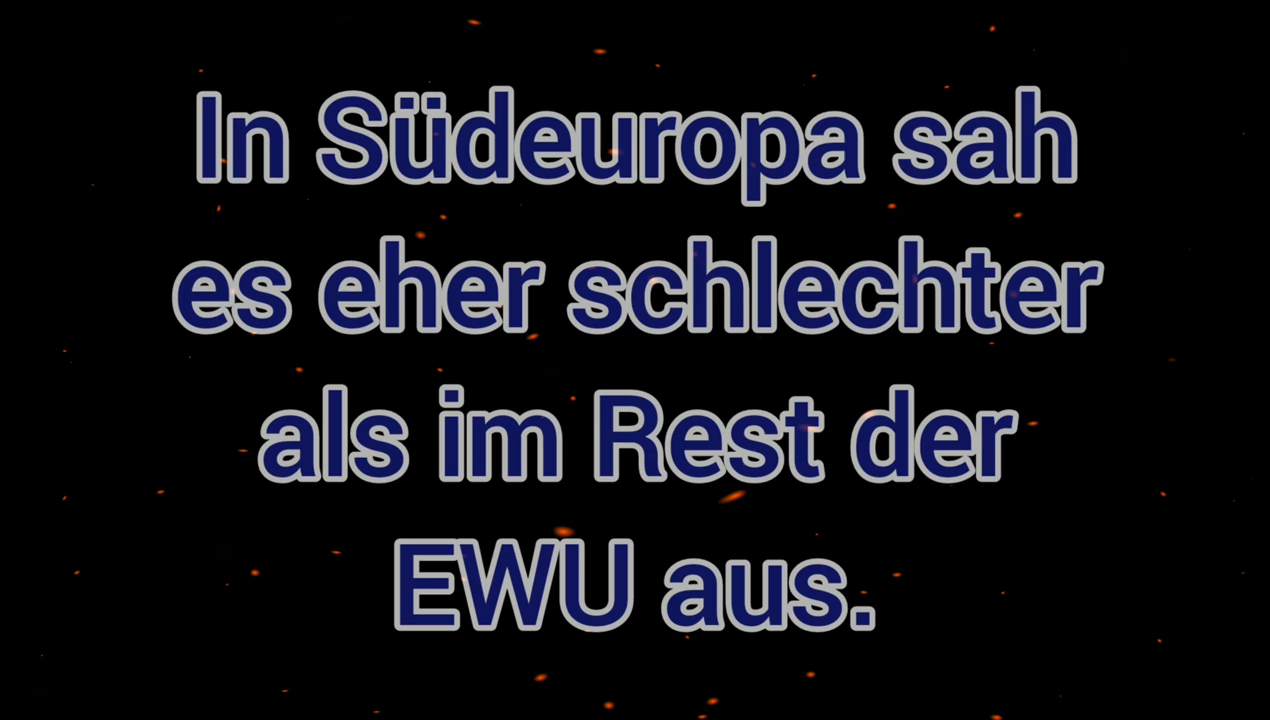 In Südeuropa sah
es eher schlechter
als im Rest der
EWU aus.